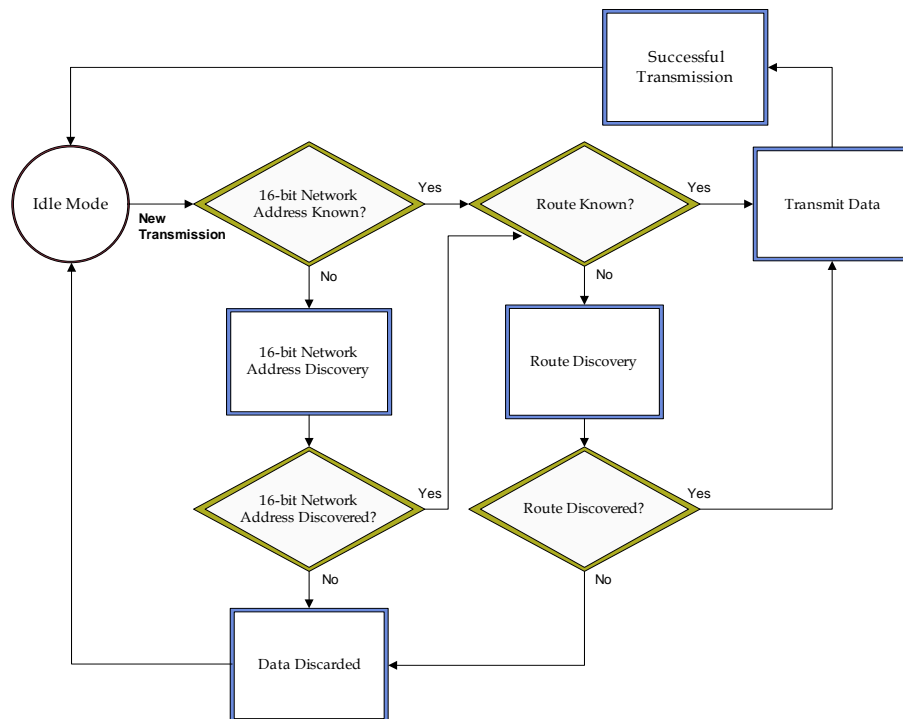 Successful
Transmission
Idle Mode
New
Transmission
16-bit Network
Address Known?
Yes
Route Known?
Yes
Transmit Data
No
No
16-bit Network
Address Discovery
Route Discovery
16-bit Network
Address Discovered?
Yes
Route Discovered?
Yes
No
No
Data Discarded